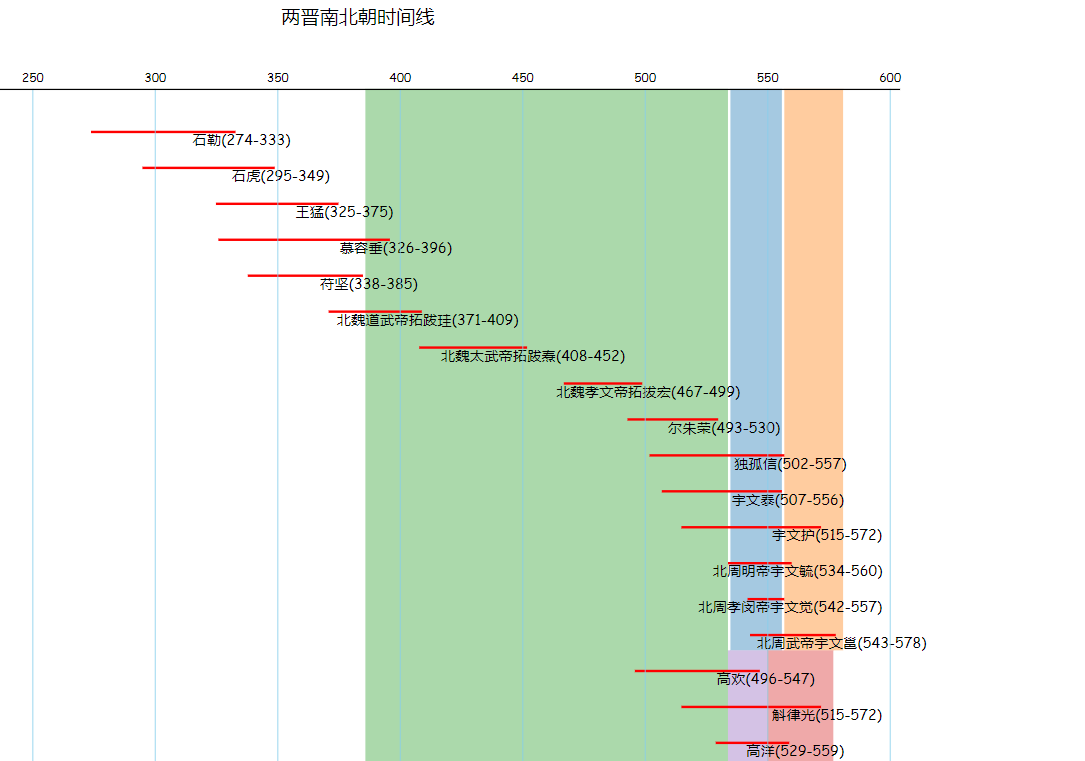 两晋南北朝时间线
250 300 350 400 450 500 550 600
石勒(274-333)
石虎(295-349)
王猛(325-375)
慕容垂(326-396)
苻坚(338-385)
北魏道武帝拓跋珪(371-409)
北魏太武帝拓跋焘(408-452)
北魏孝文帝拓拔宏(467-499)
尔朱荣(493-530)
独孤信(502-557)
宇文泰(507-556)
宇文护(515-572)
北周明帝宇文毓(534-560)
北周孝闵帝宇文觉(542-557)
北周武帝宇文邕(543-578)
高欢(496-547)
斛律光(515-572)
高洋(529-559)